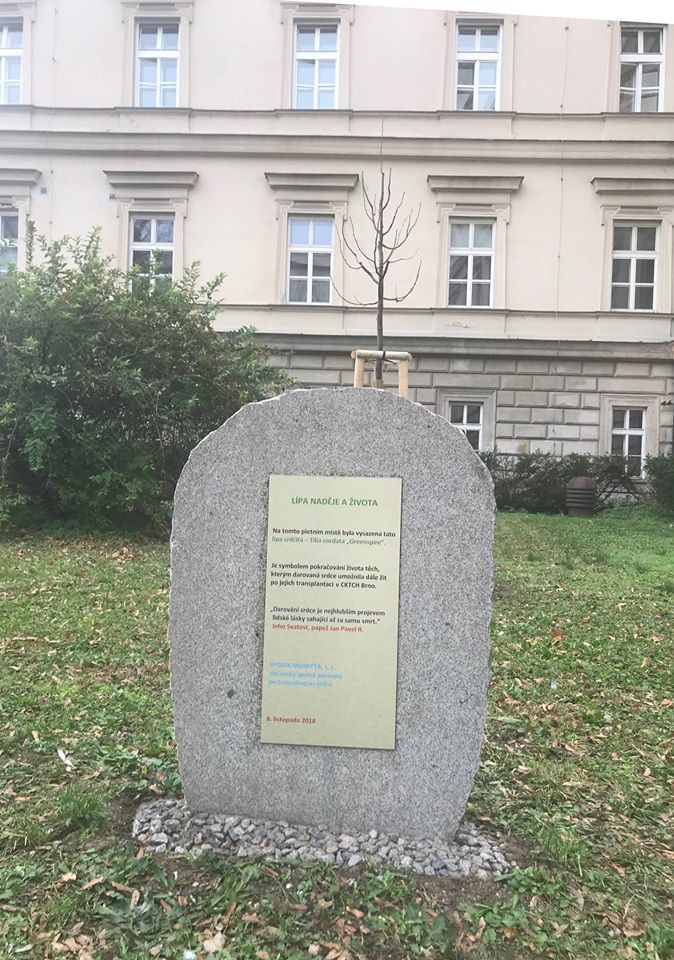 LÍPA NADĚJE A ŽIVOTA
Na tomto pietním místě byla vysazena tato
lípa srdčitá – Tilia cordata „Greenspire“.
Je symbolem pokračování života těch,
kterým darovaná srdce umožnila dále žít
po jejich transplantaci v CKTCH Brno.
„Darování srdce je nejhlubším projevem
lidské lásky sahající až za samu smrt.“
Jeho Svatost, papež Jan Pavel II.
SPOLEK MARKÉTA, z. s.
občanský spolek pacientů
po transplantaci srdce
8. listopadu 2018